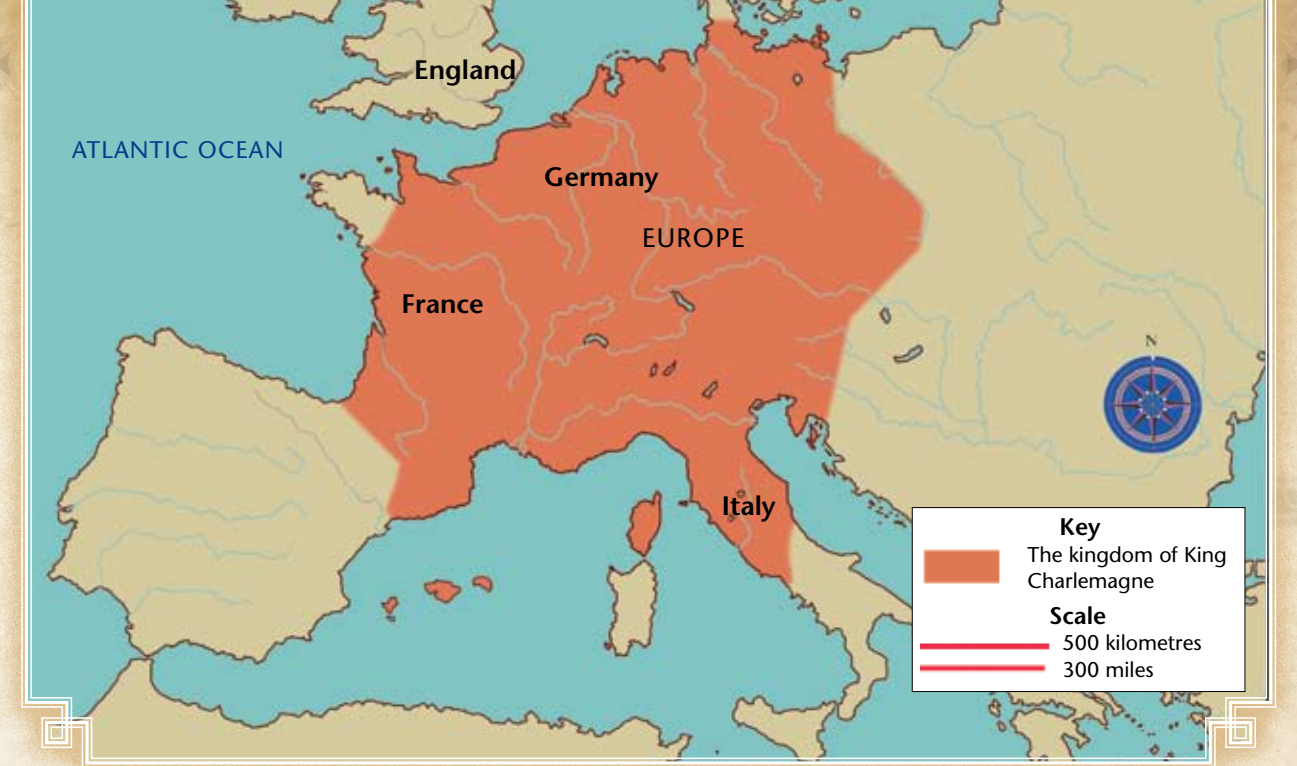 England
ATLANTIC OCEAN
Germany
EUROPE
France
N
Italy
Key
The kingdom of King
Charlemagne
Scale
500 kilometres
300 miles